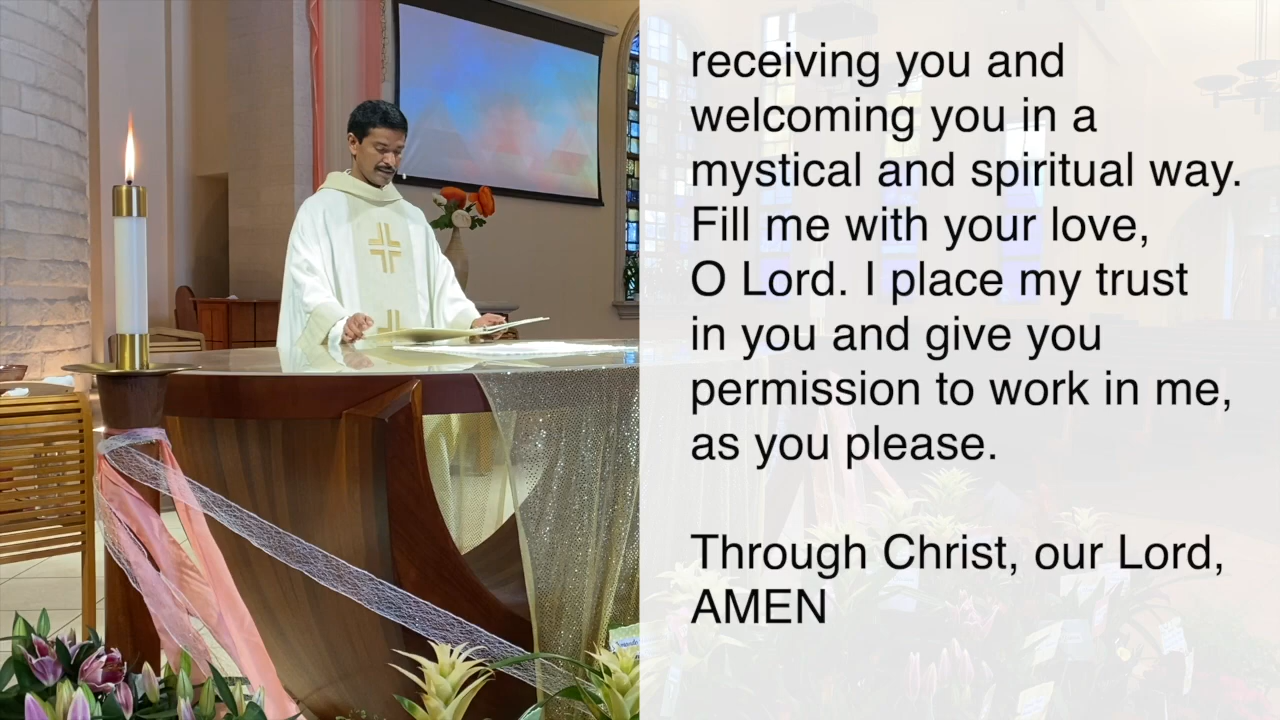 receiving you and
welcoming you in a
mystical and spiritual way.
Fill me with your love,
O Lord. I place my trust
in you and give you
permission to work in me,
as you please.
Through Christ, our Lord,
AMEN